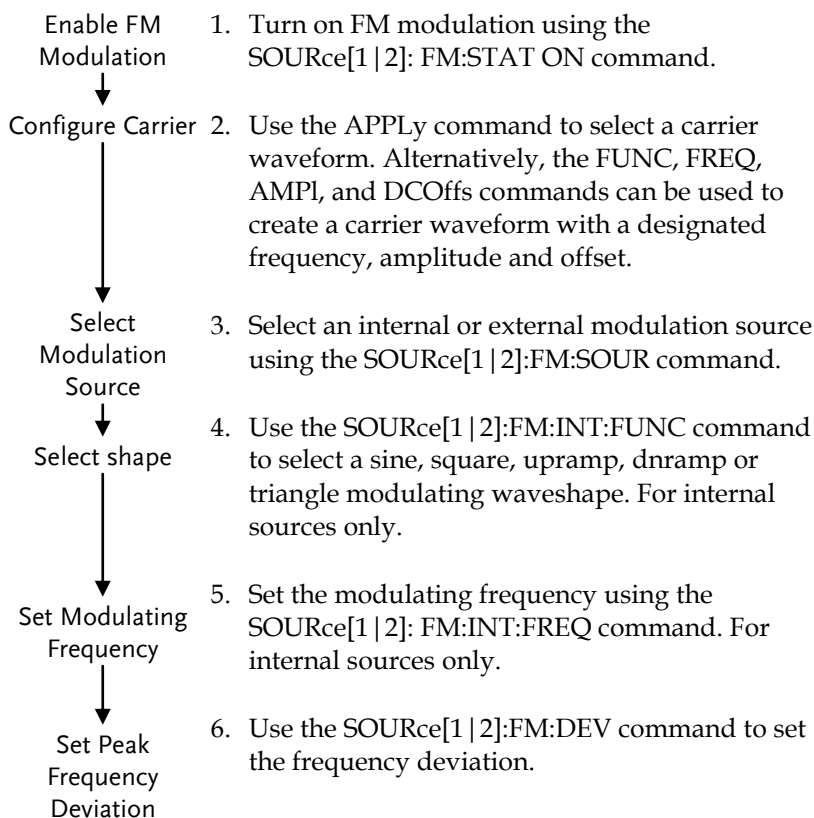 Enable FM
Modulation
1. Turn on FM modulation using the
SOURce[1|2]: FM:STAT ON command.
Configure Carrier
2. Use the APPLy command to select a carrier
waveform. Alternatively, the FUNC, FREQ,
AMPl, and DCOffs commands can be used to
create a carrier waveform with a designated
frequency, amplitude and offset.
Select
Modulation
Source
3. Select an internal or external modulation source
using the SOURce[1|2]:FM:SOUR command.
Select shape
4. Use the SOURce[1|2]:FM:INT:FUNC command
to select a sine, square, upramp, dnramp or
triangle modulating waveshape. For internal
sources only.
Set Modulating
Frequency
5. Set the modulating frequency using the
SOURce[1|2]: FM:INT:FREQ command. For
internal sources only.
Set Peak
Frequency
Deviation
6. Use the SOURce[1|2]:FM:DEV command to set
the frequency deviation.